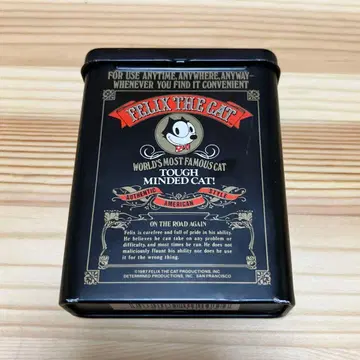 FOR USE ANYTIME, ANYWHERE, ANYWAY—
WHENEVER YOU FIND IT CONVENIENT
FELIX THE CAT
WORLD'S MOST FAMOUS CAT
TOUGH
MINDED CAT!
AUTHENTIC STYLE
AMERICAN
ON THE ROAD AGAIN
Felix is carefree and full of pride in his ability.
He believes he can take on any problem or
difficulty and most times he can. He does not
maliciously flaunt his ability nor does he use
it for the wrong thing.
©1987 FELIX THE CAT PRODUCTIONS, INC
DETERMINED PRODUCTIONS, INC. SAN FRANCISCO